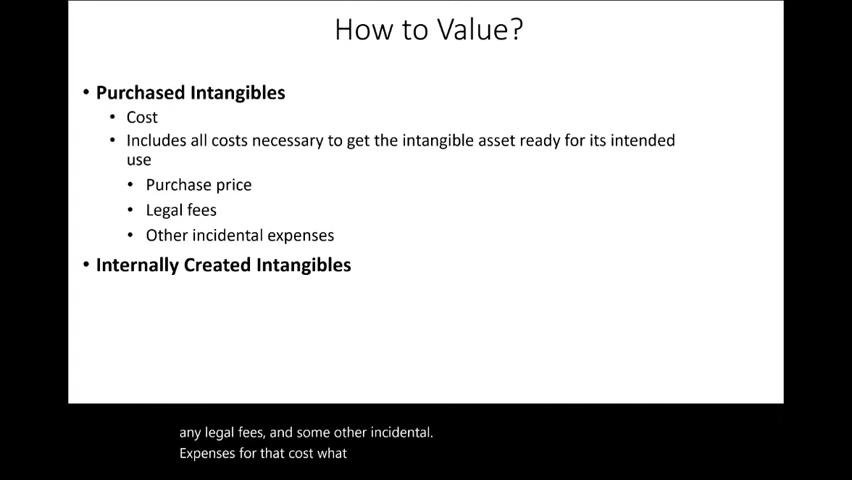 How to Value?
• Purchased Intangibles
• Cost
• Includes all costs necessary to get the intangible asset ready for its intended
use
• Purchase price
• Legal fees
• Other incidental expenses
• Internally Created Intangibles
any legal fees, and some other incidental.
Expenses for that cost what